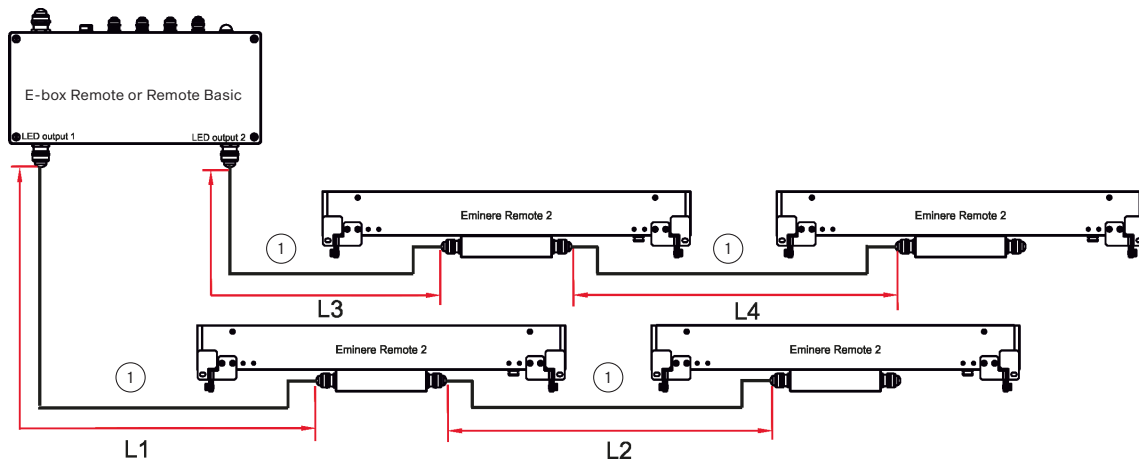 E-box Remote or Remote Basic
LED output 1
LED output 2
Eminere Remote 2
Eminere Remote 2
1
1
L3
L4
Eminere Remote 2
Eminere Remote 2
1
1
L1
L2